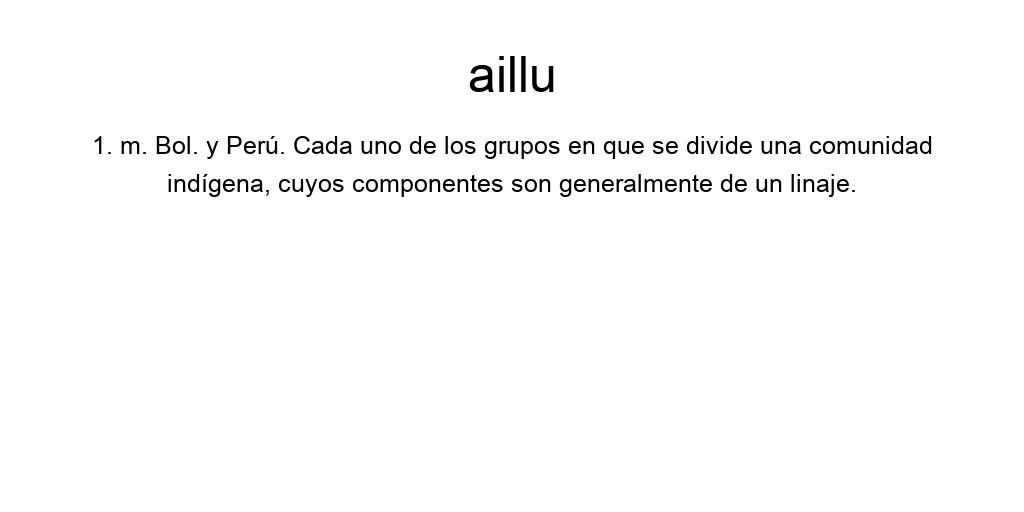 aillu
1. m. Bol. y Perú. Cada uno de los grupos en que se divide una comunidad
indígena, cuyos componentes son generalmente de un linaje.